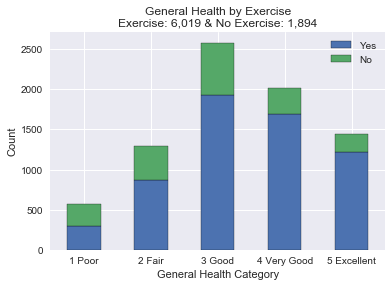 General Health by Exercise
Exercise: 6,019 & No Exercise: 1,894
Yes
No
2500
2000
1500
1000
500
0
Count
1 Poor
2 Fair
3 Good
4 Very Good
5 Excellent
General Health Category